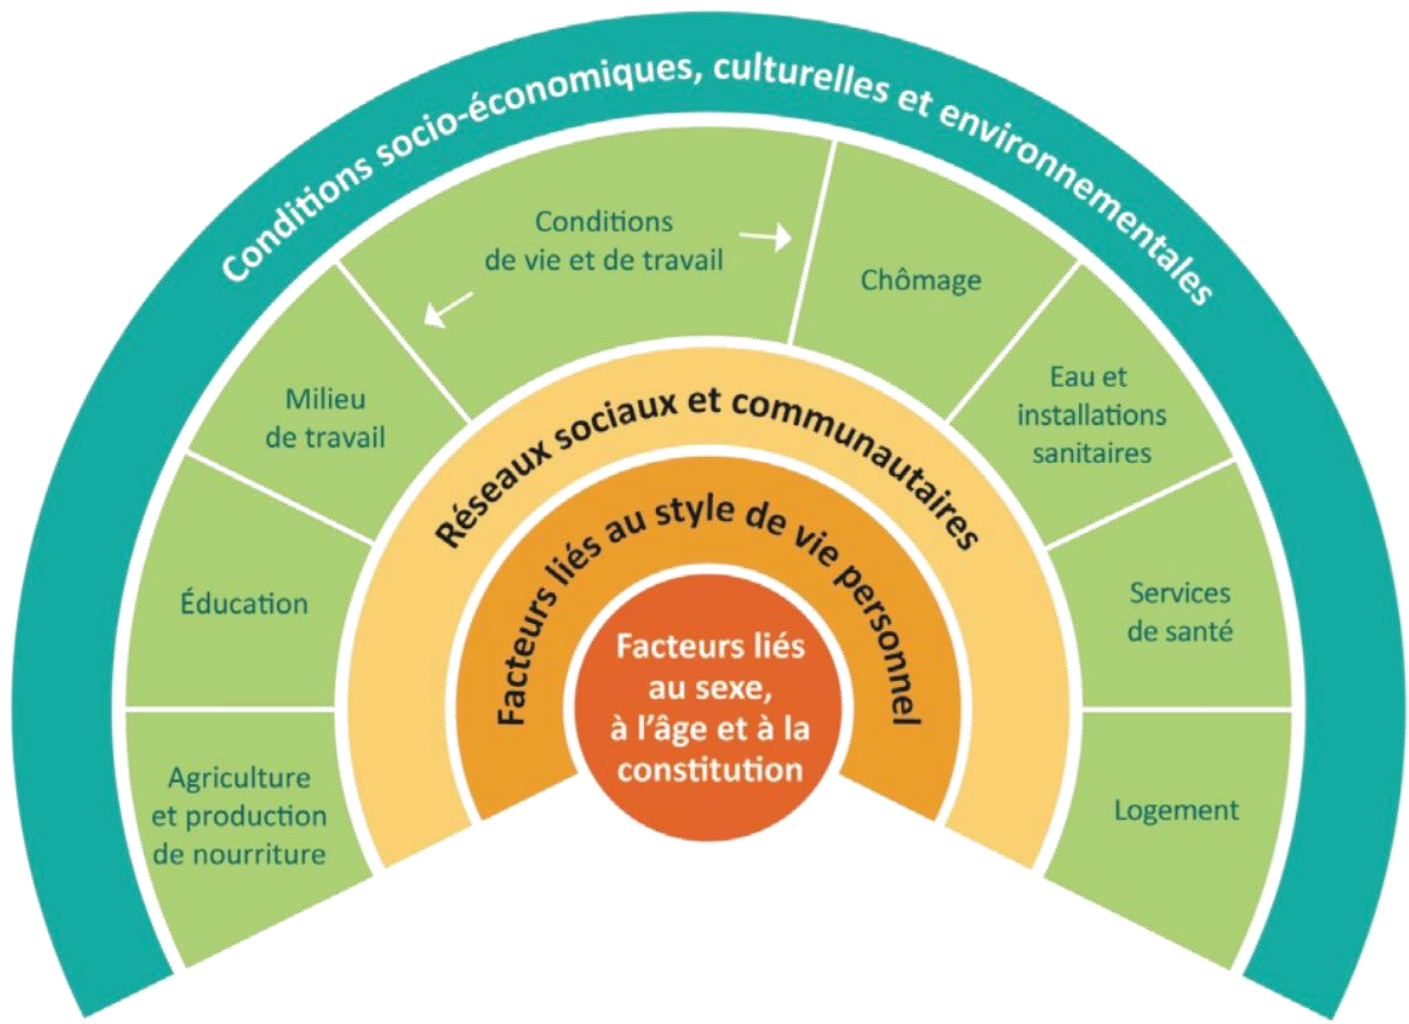 Conditions socio-économiques, culturelles et environnementales
Conditions
de vie et de travail
Chômage
Milieu
de travail
Eau et
installations
sanitaires
Éducation
Services
de santé
Agriculture
et production
de nourriture
Logement
Réseaux sociaux et communautaires
Facteurs liés au style de vie personnel
Facteurs liés
au sexe,
à l'âge et à la
constitution